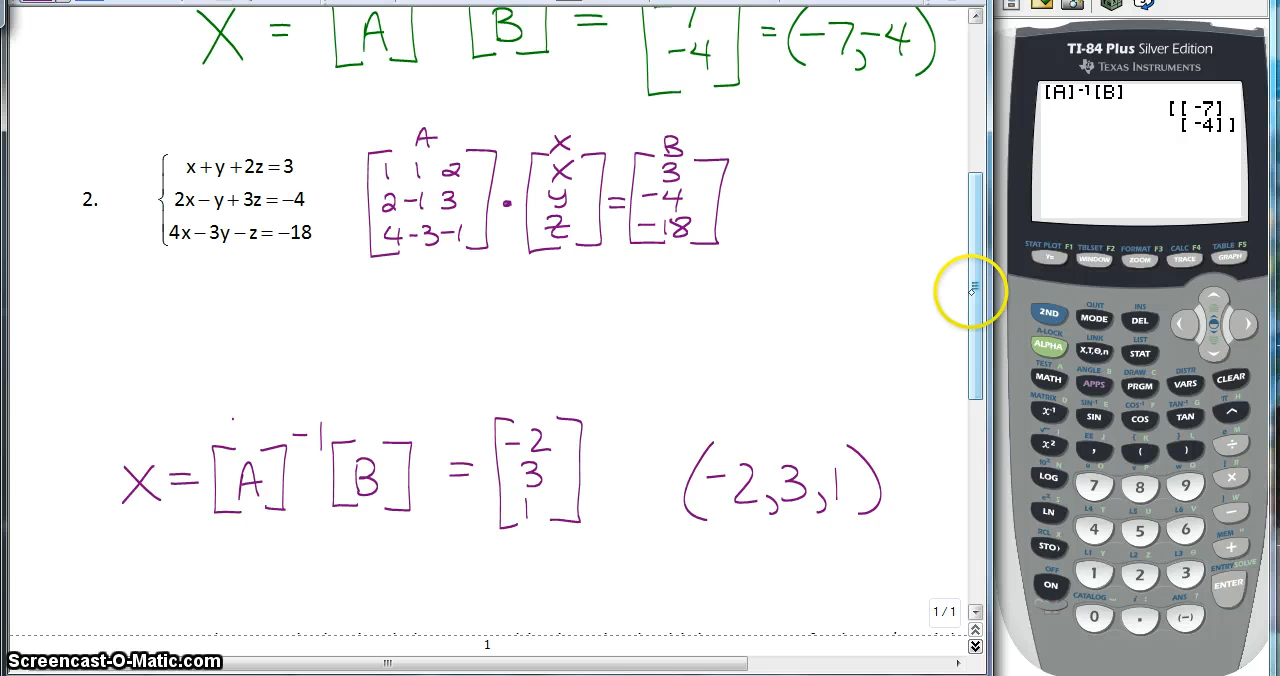 X = [A] [B] = [-4] = (-7, -4)
A X B
2. x + y + 2z = 3 [1 1 2] [X] = [3]
2x − y + 3z = −4 [2 -1 3] · [y] = [-4]
4x − 3y − z = −18 [4 -3 -1] [z] [-18]
X = [A]⁻¹ [B] = [-2 3 1] (-2, 3, 1)
1/1
1
Screencast-O-Matic.com
TI-84 Plus Silver Edition
TEXAS INSTRUMENTS
[A]⁻¹[B]
[[ -7]
[ -4]]
STAT PLOT F1 TBLSET F2 FORMAT F3 CALC F4 TABLE F5
Y= WINDOW ZOOM TRACE GRAPH
QUIT INS
2ND MODE DEL
A-LOCK LINK LIST
ALPHA X,T,Θ,n STAT
TEST A ANGLE B DRAW C DISTR
MATH APPS PRGM VARS CLEAR
MATRIX D SIN⁻¹ E COS⁻¹ F TAN⁻¹ G π H
X⁻¹ SIN COS TAN ^
x² , ( ) ÷
LOG 7 8 9 ×
LN 4 5 6 −
STO› 1 2 3 +
OFF CATALOG ANS ? ENTRY SOLVE
ON 0 . (−) ENTER